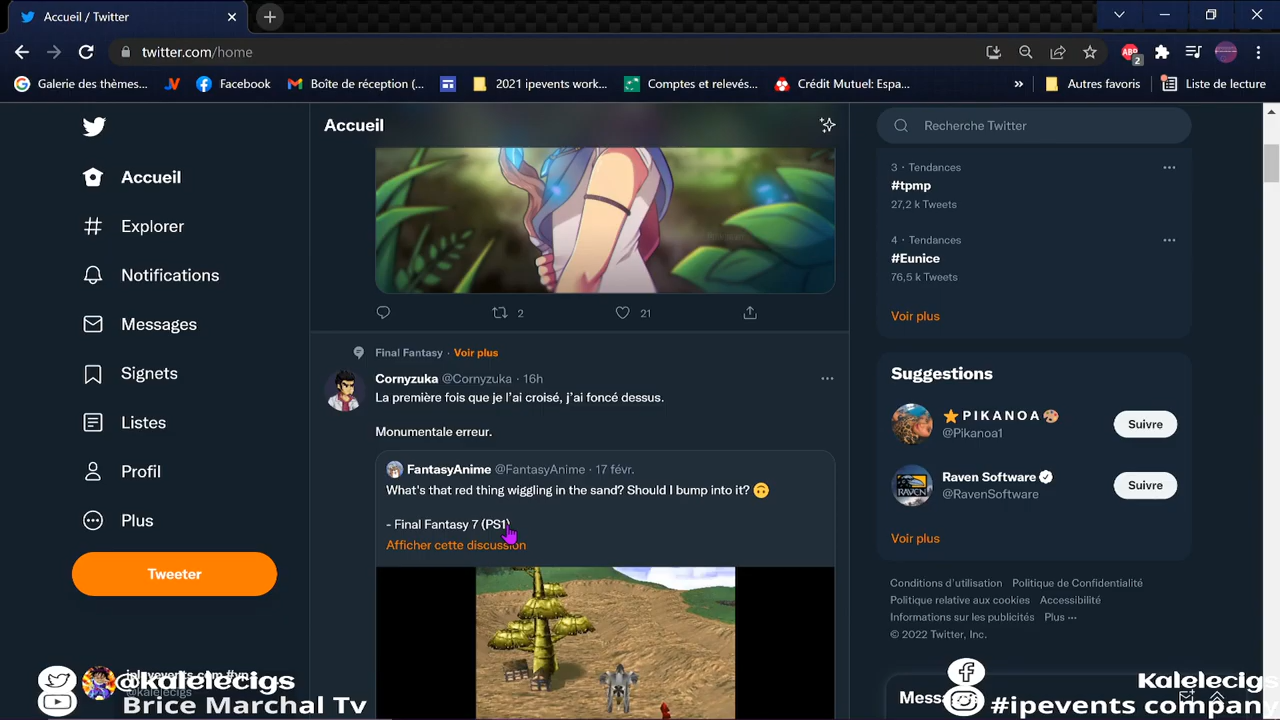 Accueil / Twitter
twitter.com/home
2
Galerie des thèmes...
Facebook
Boîte de réception (...
2021 ipevents work...
Comptes et relevés...
Crédit Mutuel: Espa...
»
Autres favoris
Liste de lecture
Accueil
Explorer
Notifications
Messages
Signets
Listes
Profil
Plus
Tweeter
Accueil
2
21
Final Fantasy · Voir plus
Cornyzuka @Cornyzuka · 16h
La première fois que je l'ai croisé, j'ai foncé dessus.
Monumentale erreur.
FantasyAnime @FantasyAnime · 17 févr.
What's that red thing wiggling in the sand? Should I bump into it? 🙃
- Final Fantasy 7 (PS1)
Afficher cette discussion
Recherche Twitter
3 · Tendances
#tpmp
27,2 k Tweets
4 · Tendances
#Eunice
76,5 k Tweets
Voir plus
Suggestions
⭐ P I K A N O A 🎨
@Pikanoa1
Suivre
Raven Software
@RavenSoftware
Suivre
Voir plus
Conditions d'utilisation Politique de Confidentialité
Politique relative aux cookies Accessibilité
Informations sur les publicités Plus ···
© 2022 Twitter, Inc.
@kalelecigs
@kalelecigs
Brice Marchal Tv
Kalelecigs
#ipevents company